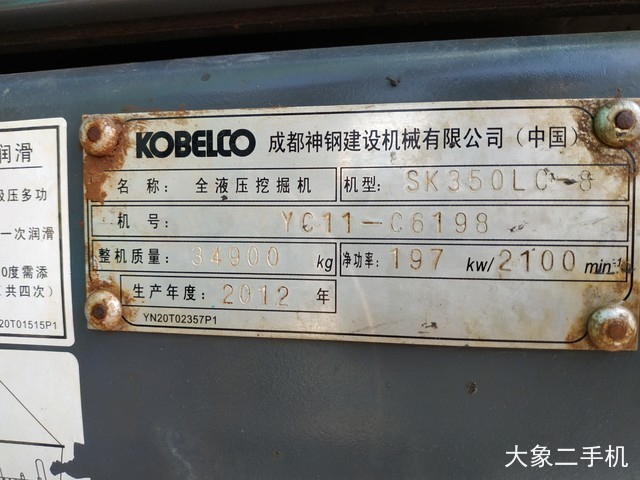 KOBELCO 成都神钢建设机械有限公司（中国）
名称: 全液压挖掘机 机型: SK350LC-8
机号: YC11-C6198
整机质量: 34900 kg 净功率: 197 kw/2100 min⁻¹
生产年度: 2012 年
YN20T02357P1
润滑
压多功
一次润滑
0度需添
共四次）
20T01515P1
大象二手机